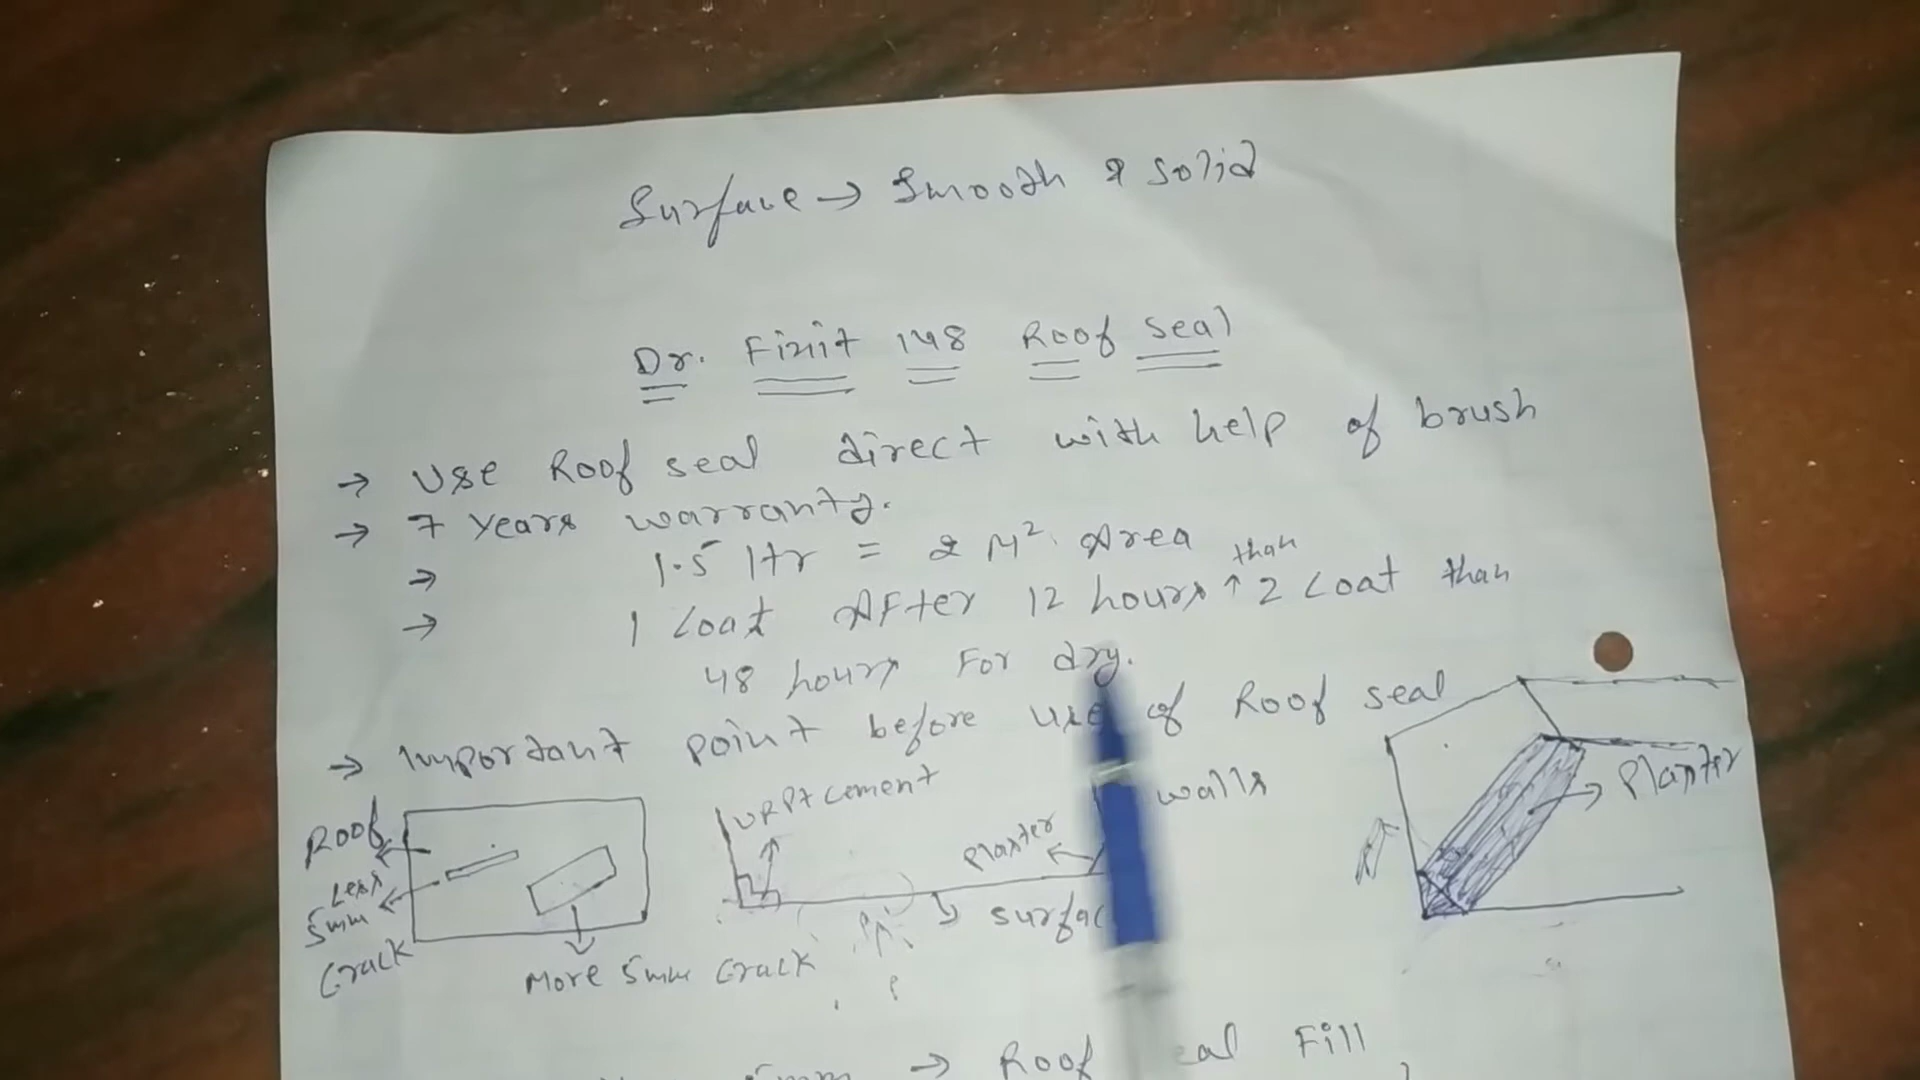 Surface → Smooth & Solid
Dr. Fixit 148 Roof Seal
→ Use Roof seal direct with help of brush
→ 7 Years warranty.
→ 1.5 ltr = 2 M². Area
→ 1 Coat After 12 hours ↑ than 2 Coat than
48 hours For dry.
→ Important point before use of Roof seal
Roof
Less
5mm
Crack
More 5mm Crack
URP + cement
Plaster
walls
Plaster
→ Roof Fill